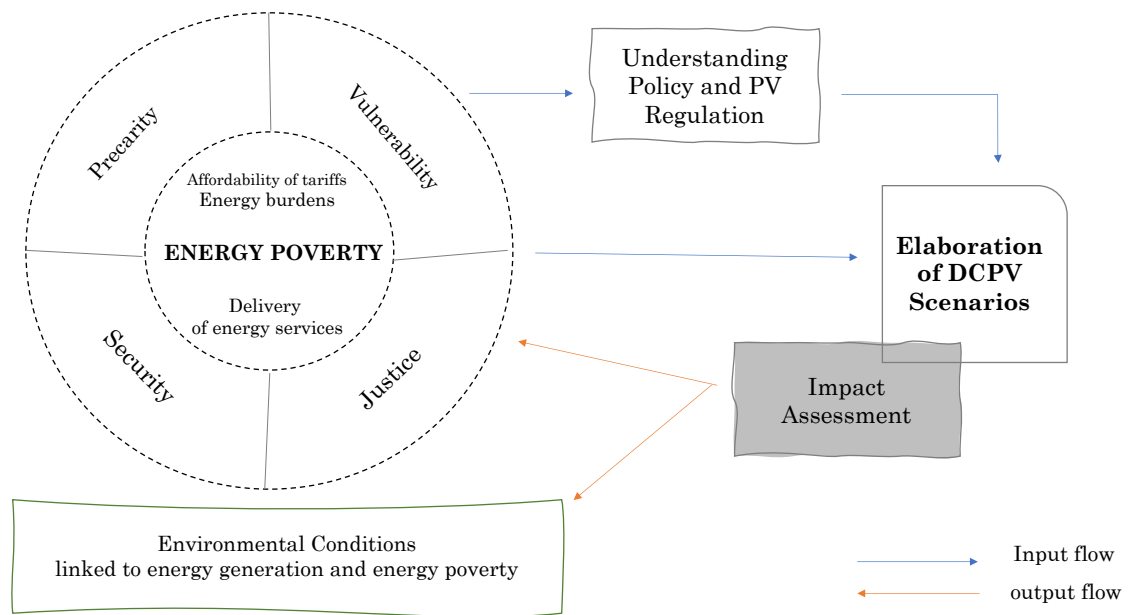 Precarity
Vulnerability
Affordability of tariffs
Energy burdens
ENERGY POVERTY
Delivery
of energy services
Security
Justice
Understanding
Policy and PV
Regulation
Elaboration
of DCPV
Scenarios
Impact
Assessment
Environmental Conditions
linked to energy generation and energy poverty
Input flow
output flow